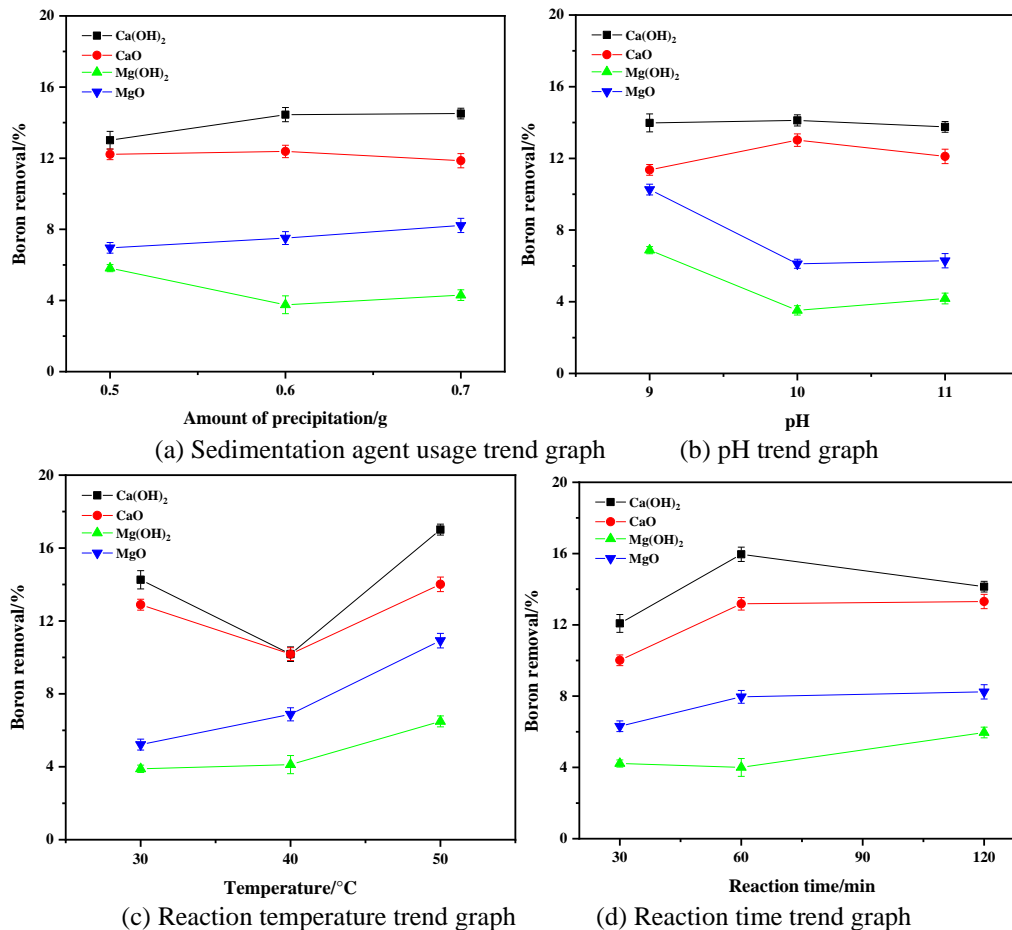 20
16
12
8
4
0
Boron removal/%
Ca(OH)₂
CaO
Mg(OH)₂
MgO
0.5 0.6 0.7
Amount of precipitation/g
20
16
12
8
4
0
Boron removal/%
Ca(OH)₂
CaO
Mg(OH)₂
MgO
9 10 11
pH
(a) Sedimentation agent usage trend graph
(b) pH trend graph
20
16
12
8
4
0
Boron removal/%
Ca(OH)₂
CaO
Mg(OH)₂
MgO
30 40 50
Temperature/°C
20
16
12
8
4
0
Boron removal/%
Ca(OH)₂
CaO
Mg(OH)₂
MgO
30 60 90 120
Reaction time/min
(c) Reaction temperature trend graph
(d) Reaction time trend graph